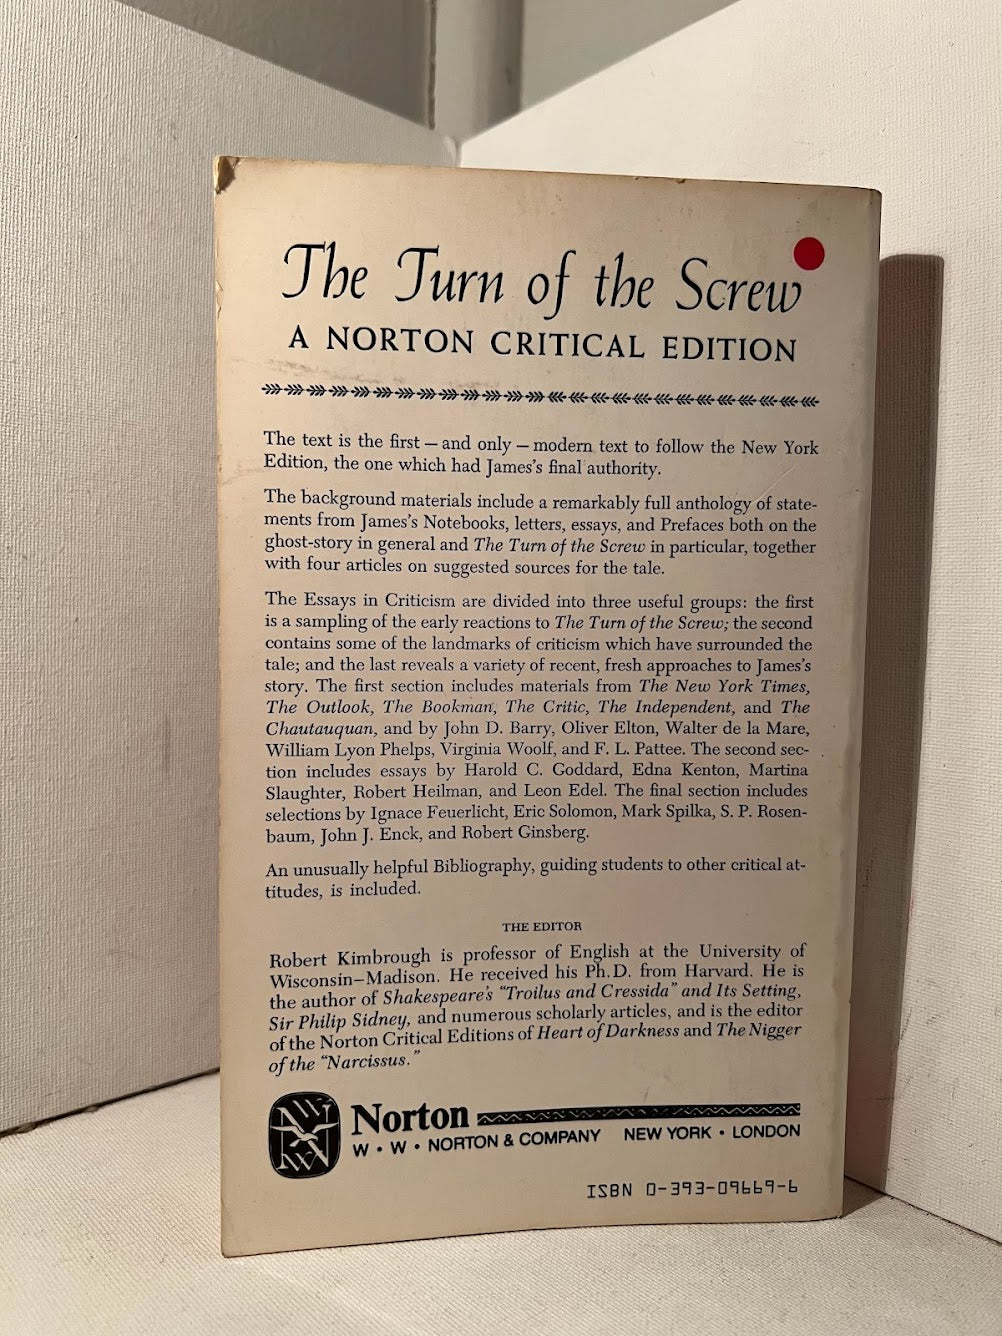 The Turn of the Screw
A NORTON CRITICAL EDITION
The text is the first — and only — modern text to follow the New York
Edition, the one which had James's final authority.
The background materials include a remarkably full anthology of state-
ments from James's Notebooks, letters, essays, and Prefaces both on the
ghost-story in general and The Turn of the Screw in particular, together
with four articles on suggested sources for the tale.
The Essays in Criticism are divided into three useful groups: the first
is a sampling of the early reactions to The Turn of the Screw; the second
contains some of the landmarks of criticism which have surrounded the
tale; and the last reveals a variety of recent, fresh approaches to James's
story. The first section includes materials from The New York Times,
The Outlook, The Bookman, The Critic, The Independent, and The
Chautauquan, and by John D. Barry, Oliver Elton, Walter de la Mare,
William Lyon Phelps, Virginia Woolf, and F. L. Pattee. The second sec-
tion includes essays by Harold C. Goddard, Edna Kenton, Martina
Slaughter, Robert Heilman, and Leon Edel. The final section includes
selections by Ignace Feuerlicht, Eric Solomon, Mark Spilka, S. P. Rosen-
baum, John J. Enck, and Robert Ginsberg.
An unusually helpful Bibliography, guiding students to other critical at-
titudes, is included.
THE EDITOR
Robert Kimbrough is professor of English at the University of
Wisconsin–Madison. He received his Ph.D. from Harvard. He is
the author of Shakespeare's "Troilus and Cressida" and Its Setting,
Sir Philip Sidney, and numerous scholarly articles, and is the editor
of the Norton Critical Editions of Heart of Darkness and The Nigger
of the "Narcissus."
Norton
W • W • NORTON & COMPANY NEW YORK • LONDON
ISBN 0-393-09669-6